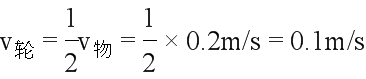 v轮 = 1/2 v物 = 1/2 × 0.2m/s = 0.1m/s